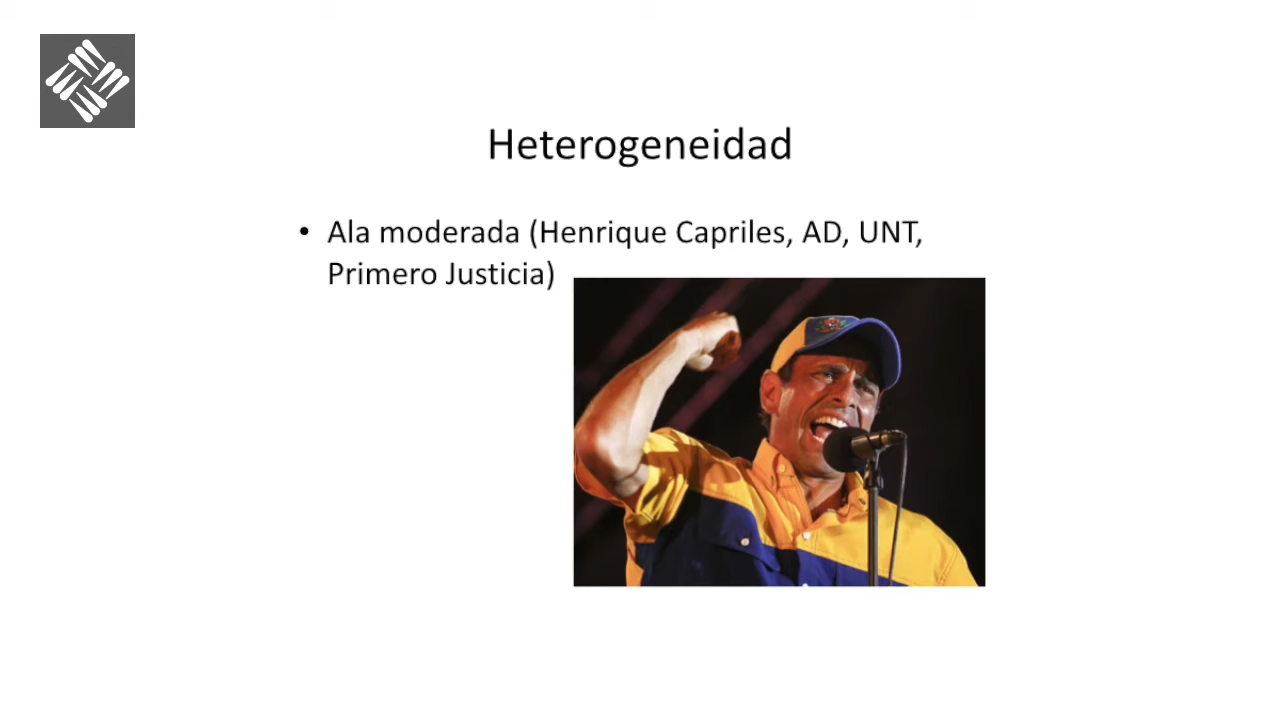 Heterogeneidad
• Ala moderada (Henrique Capriles, AD, UNT,
Primero Justicia)